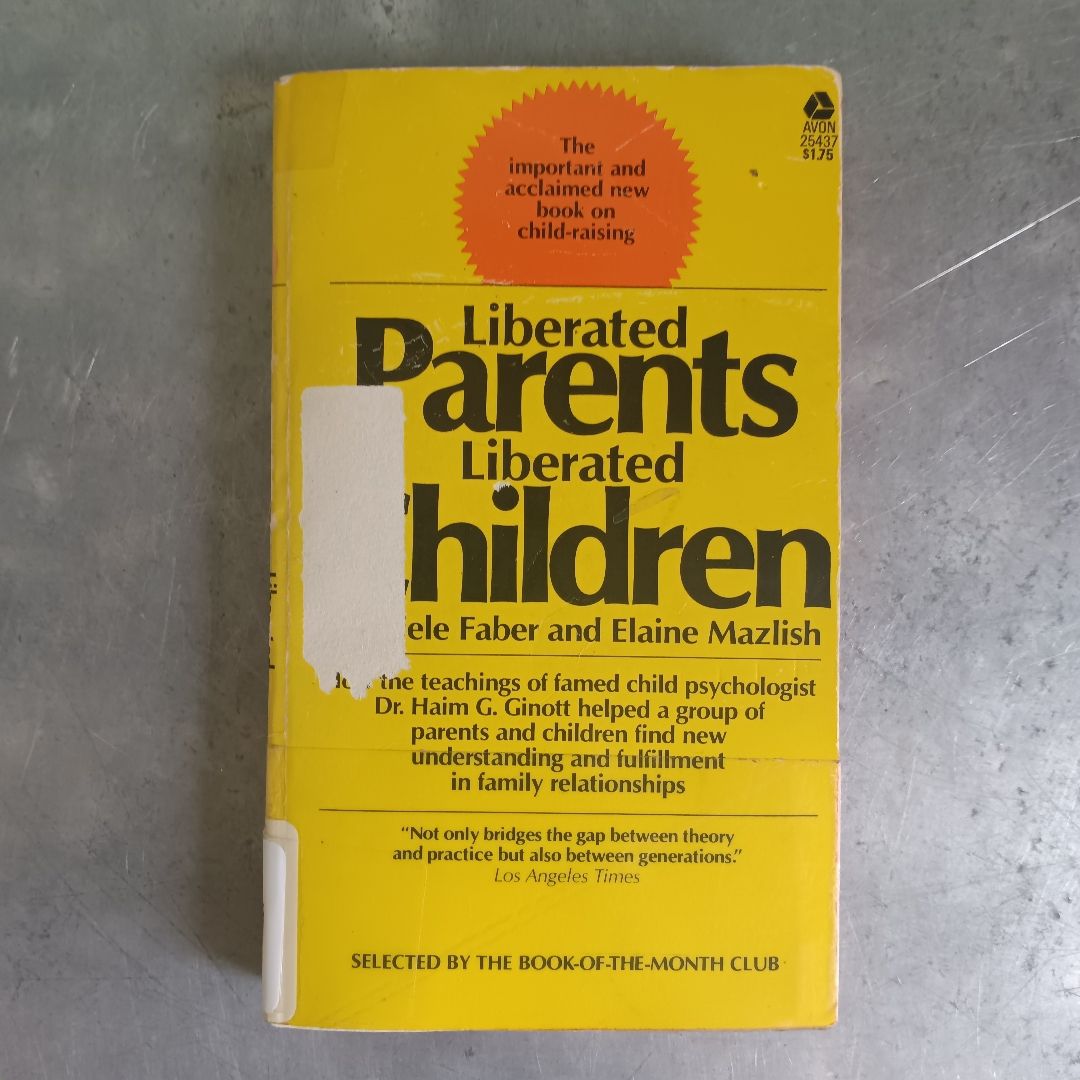 The
important and
acclaimed new
book on
child-raising
AVON
25437
$1.75
Liberated
Parents
Liberated
Children
ele Faber and Elaine Mazlish
the teachings of famed child psychologist
Dr. Haim G. Ginott helped a group of
parents and children find new
understanding and fulfillment
in family relationships
“Not only bridges the gap between theory
and practice but also between generations.”
Los Angeles Times
SELECTED BY THE BOOK-OF-THE-MONTH CLUB